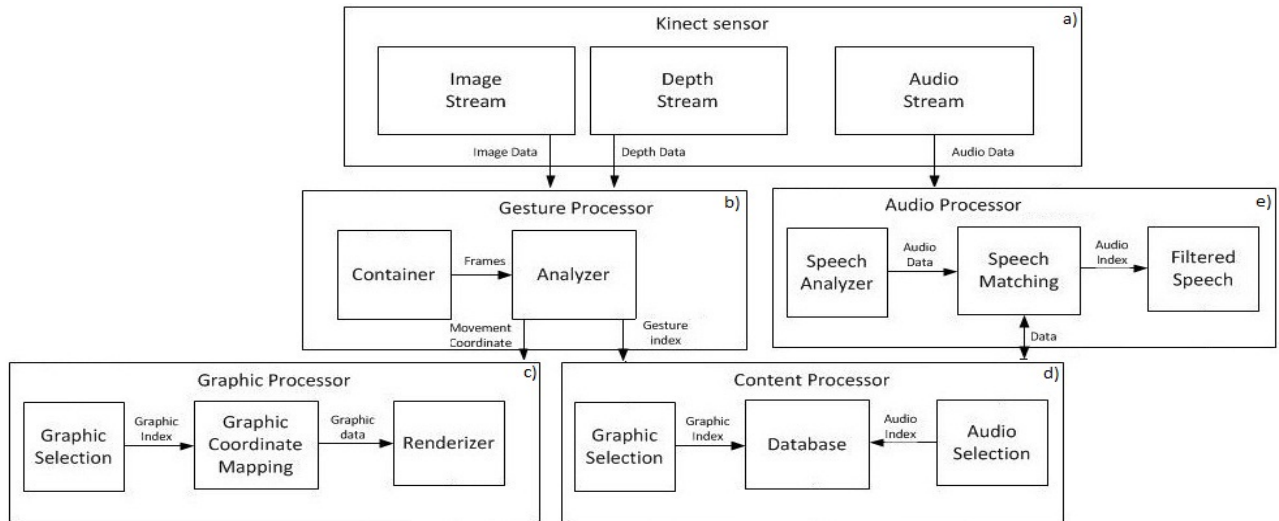 Kinect sensor
a)
Image
Stream
Depth
Stream
Audio
Stream
Image Data
Depth Data
Audio Data
Gesture Processor
b)
Container
Frames
Analyzer
Movement
Coordinate
Gesture
index
Audio Processor
e)
Speech
Analyzer
Audio
Data
Speech
Matching
Audio
Index
Filtered
Speech
Data
Graphic Processor
c)
Graphic
Selection
Graphic
Index
Graphic
Coordinate
Mapping
Graphic
data
Renderizer
Content Processor
d)
Graphic
Selection
Graphic
Index
Database
Audio
Index
Audio
Selection